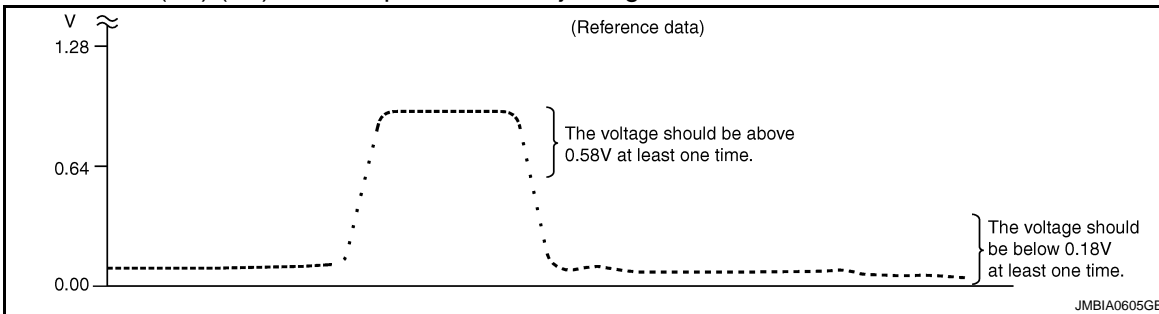 V
(Reference data)
1.28
The voltage should be above
0.58V at least one time.
0.64
The voltage should
be below 0.18V
at least one time.
0.00
JMBIA0605GB